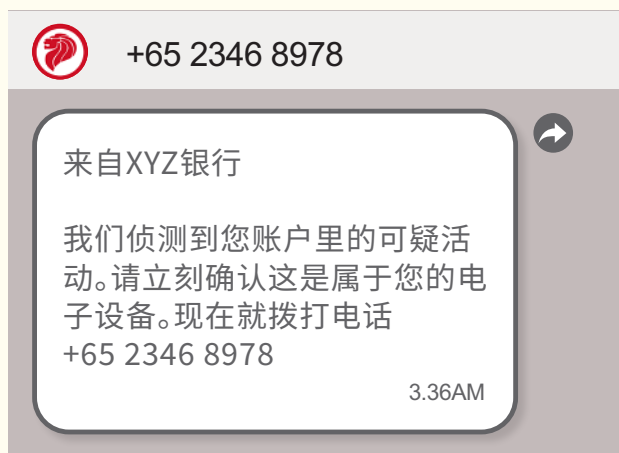 +65 2346 8978
来自XYZ银行
我们侦测到您账户里的可疑活
动。请立刻确认这是属于您的电
子设备。现在就拨打电话
+65 2346 8978
3.36AM